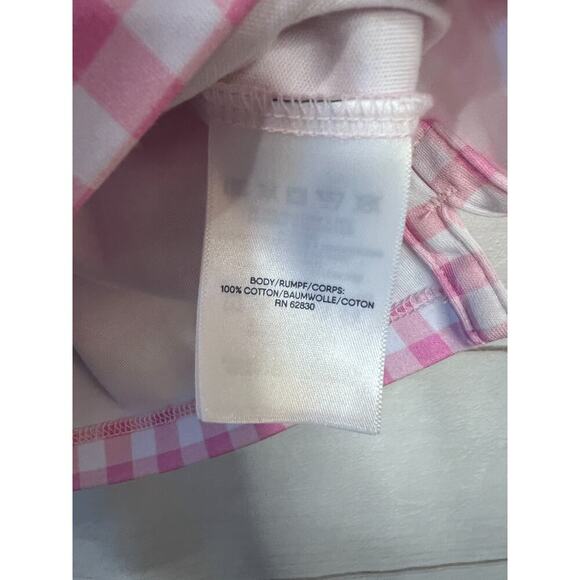 BODY/RUMPF/CORPS:
100% COTTON/BAUMWOLLE/COTON
RN 62830